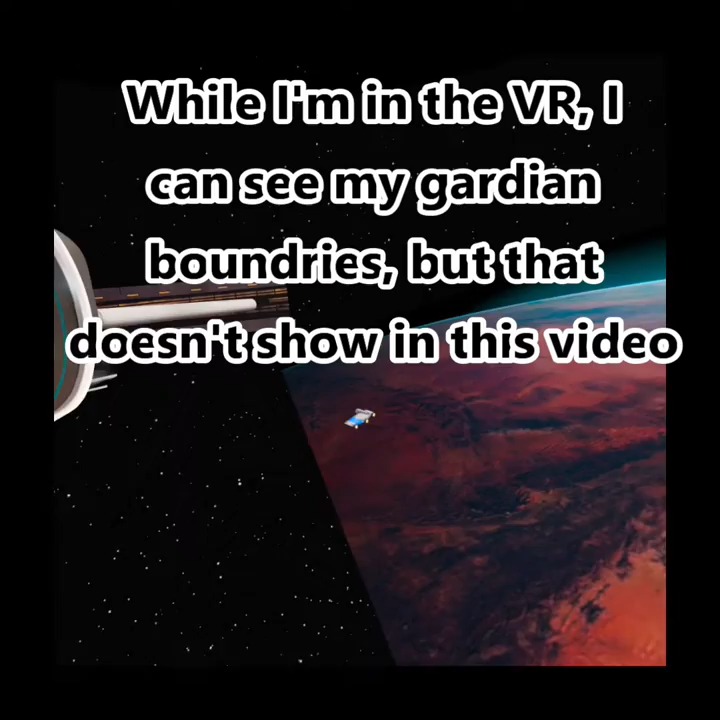 While I'm in the VR, I
can see my gardian
boundries, but that
doesn't show in this video